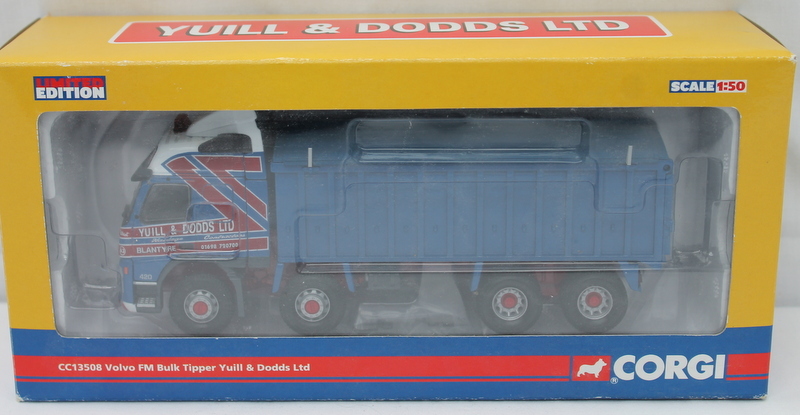 YUILL & DODDS LTD
LIMITED
EDITION
SCALE 1:50
YUILL & DODDS LTD
BLANTYRE
480
CC13508 Volvo FM Bulk Tipper Yuill & Dodds Ltd
® CORGI